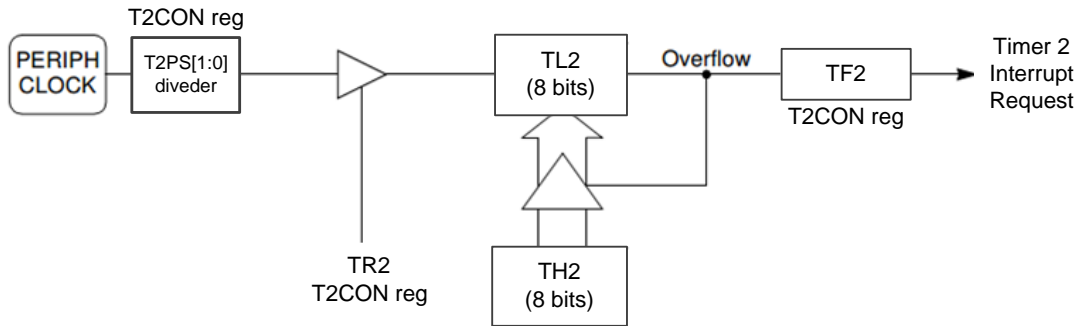 T2CON reg
PERIPH
CLOCK
T2PS[1:0]
diveder
TL2
(8 bits)
Overflow
TF2
T2CON reg
Timer 2
Interrupt
Request
TR2
T2CON reg
TH2
(8 bits)